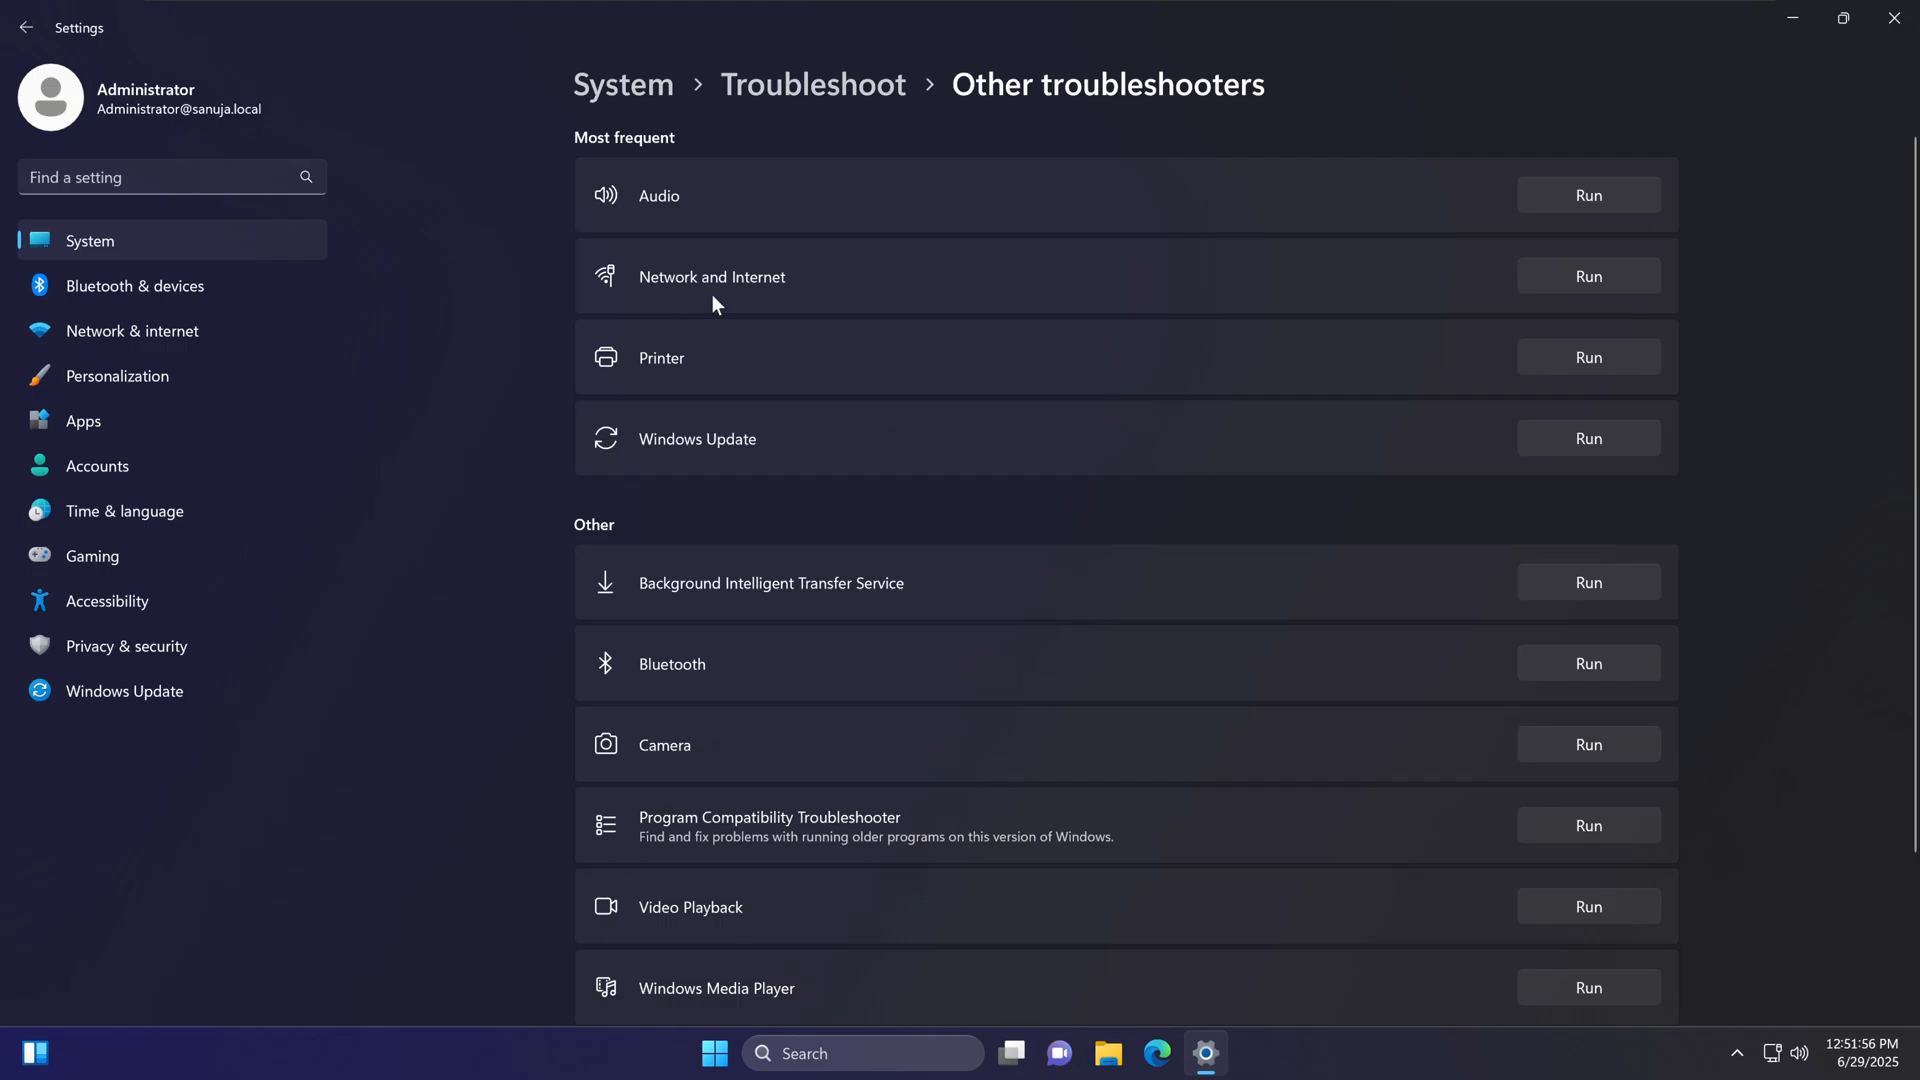 Settings
Administrator
Administrator@sanuja.local
Find a setting
System
Bluetooth & devices
Network & internet
Personalization
Apps
Accounts
Time & language
Gaming
Accessibility
Privacy & security
Windows Update
System > Troubleshoot > Other troubleshooters
Most frequent
Audio Run
Network and Internet Run
Printer Run
Windows Update Run
Other
Background Intelligent Transfer Service Run
Bluetooth Run
Camera Run
Program Compatibility Troubleshooter
Find and fix problems with running older programs on this version of Windows.
Run
Video Playback Run
Windows Media Player Run
Search
12:51:56 PM
6/29/2025